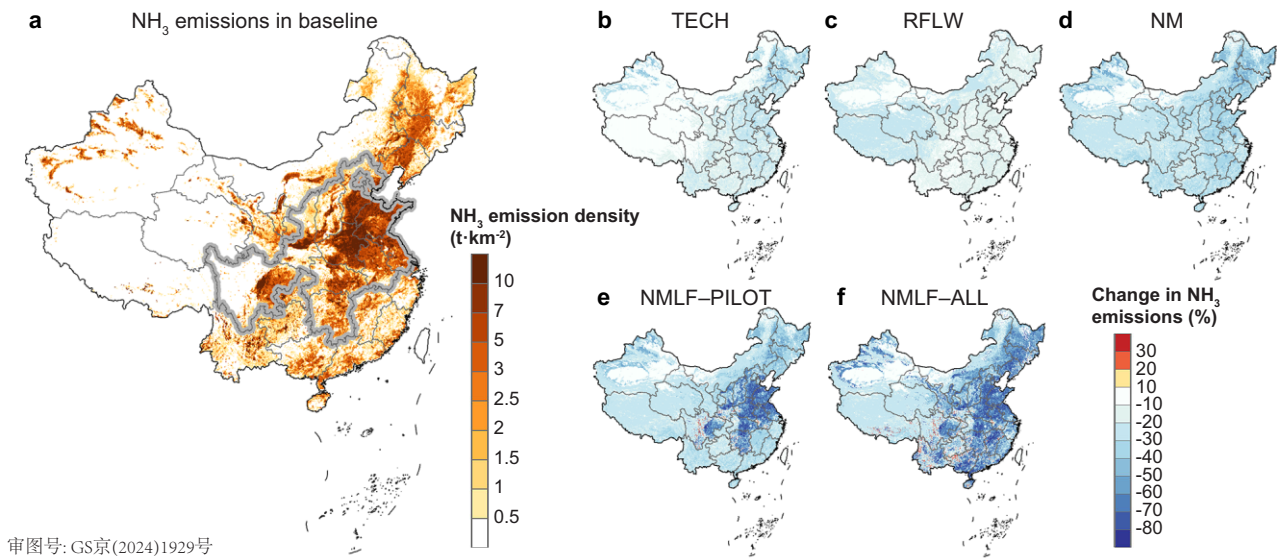 a NH₃ emissions in baseline
b TECH
c RFLW
d NM
NH₃ emission density
(t·km⁻²)
10
7
5
3
2.5
2
1.5
1
0.5
e NMLF–PILOT
f NMLF–ALL
Change in NH₃
emissions (%)
30
20
10
-10
-20
-30
-40
-50
-60
-70
-80
审图号: GS京(2024)1929号